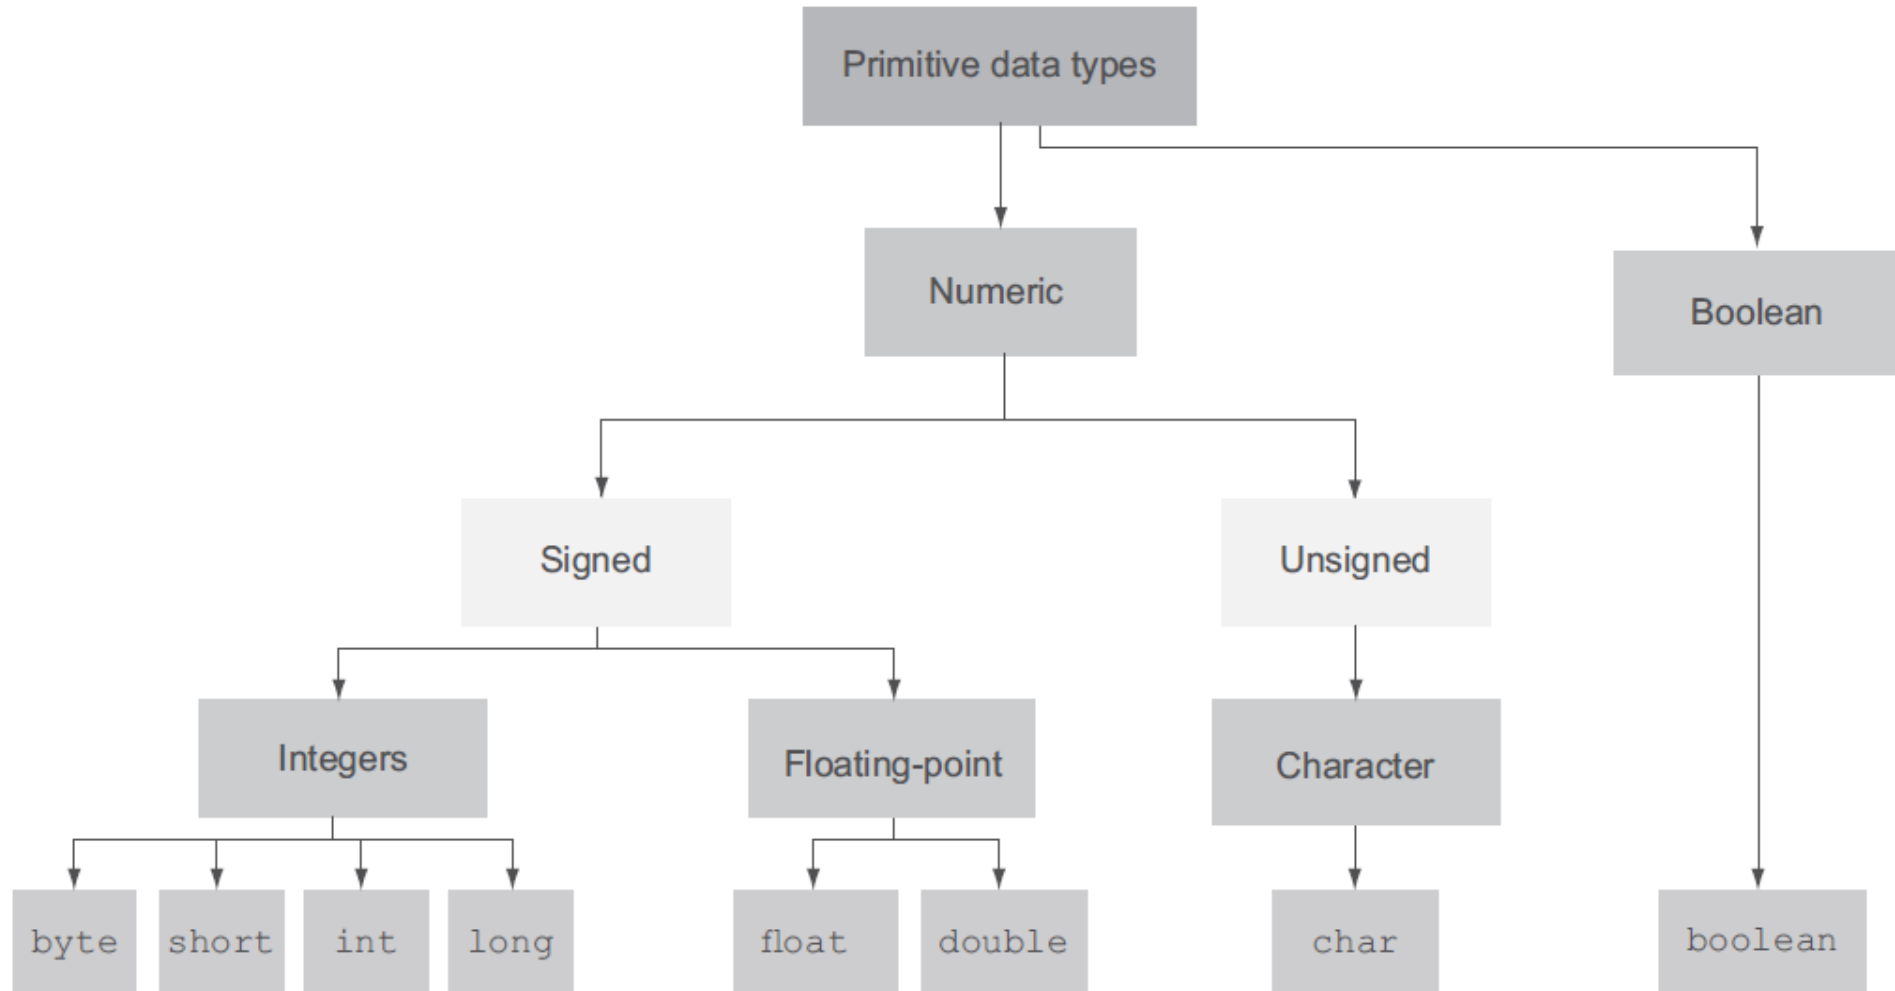 Primitive data types
Numeric
Boolean
Signed
Unsigned
Integers
Floating-point
Character
byte
short
int
long
float
double
char
boolean